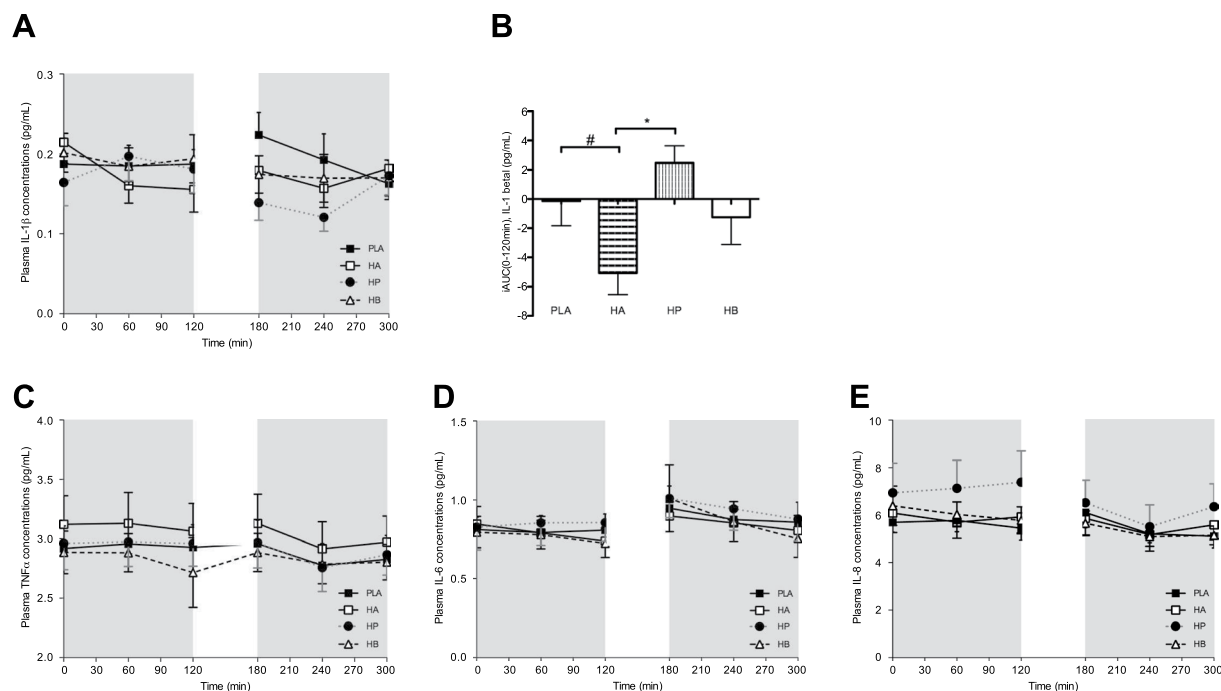 A
Plasma IL-1β concentrations (pg/mL)
0.3
0.2
0.1
0.0
PLA
HA
HP
HB
0 30 60 90 120 180 210 240 270 300
Time (min)
B
iAUC(0-120min), IL-1 betal (pg/mL)
6
4
2
0
-2
-4
-6
-8
#
*
PLA HA HP HB
C
Plasma TNFα concentrations (pg/mL)
4.0
3.5
3.0
2.5
2.0
PLA
HA
HP
HB
0 30 60 90 120 180 210 240 270 300
Time (min)
D
Plasma IL-6 concentrations (pg/mL)
1.5
1.0
0.5
0.0
PLA
HA
HP
HB
0 30 60 90 120 180 210 240 270 300
Time (min)
E
Plasma IL-8 concentrations (pg/mL)
10
8
6
4
2
0
PLA
HA
HP
HB
0 30 60 90 120 180 210 240 270 300
Time (min)